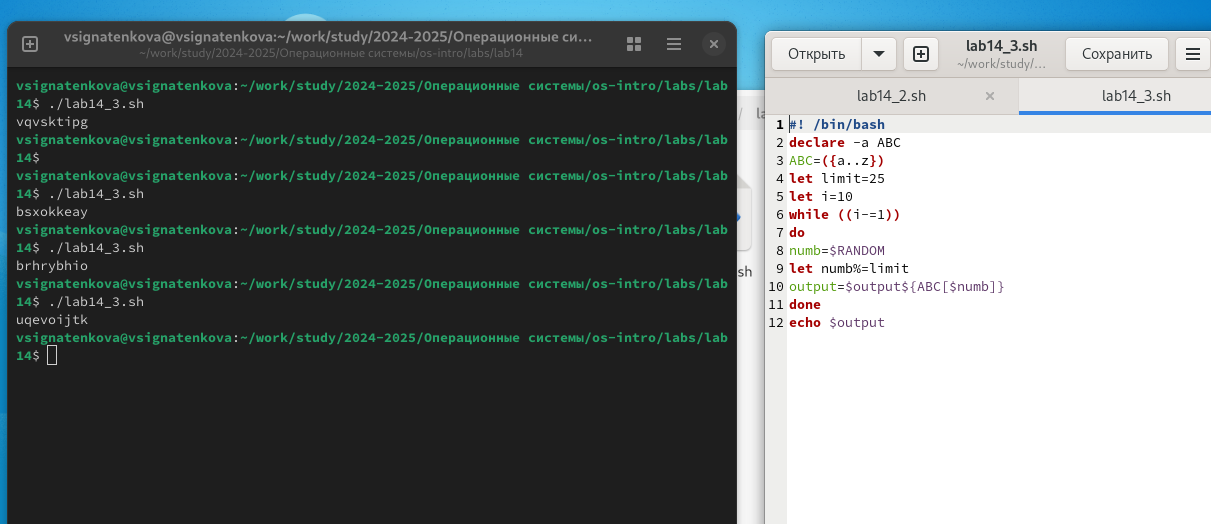 vsignatenkova@vsignatenkova:~/work/study/2024-2025/Операционные си...
~/work/study/2024-2025/Операционные системы/os-intro/labs/lab14
vsignatenkova@vsignatenkova:~/work/study/2024-2025/Операционные системы/os-intro/labs/lab
14$ ./lab14_3.sh
vqvsktipg
vsignatenkova@vsignatenkova:~/work/study/2024-2025/Операционные системы/os-intro/labs/lab
14$
vsignatenkova@vsignatenkova:~/work/study/2024-2025/Операционные системы/os-intro/labs/lab
14$ ./lab14_3.sh
bsxokkeay
vsignatenkova@vsignatenkova:~/work/study/2024-2025/Операционные системы/os-intro/labs/lab
14$ ./lab14_3.sh
brhrybhio
vsignatenkova@vsignatenkova:~/work/study/2024-2025/Операционные системы/os-intro/labs/lab
14$ ./lab14_3.sh
uqevoijtk
vsignatenkova@vsignatenkova:~/work/study/2024-2025/Операционные системы/os-intro/labs/lab
14$
/ la
sh
Открыть
lab14_3.sh
~/work/study/...
Сохранить
lab14_2.sh
lab14_3.sh
1 #! /bin/bash
2 declare -a ABC
3 ABC=({a..z})
4 let limit=25
5 let i=10
6 while ((i-=1))
7 do
8 numb=$RANDOM
9 let numb%=limit
10 output=$output${ABC[$numb]}
11 done
12 echo $output